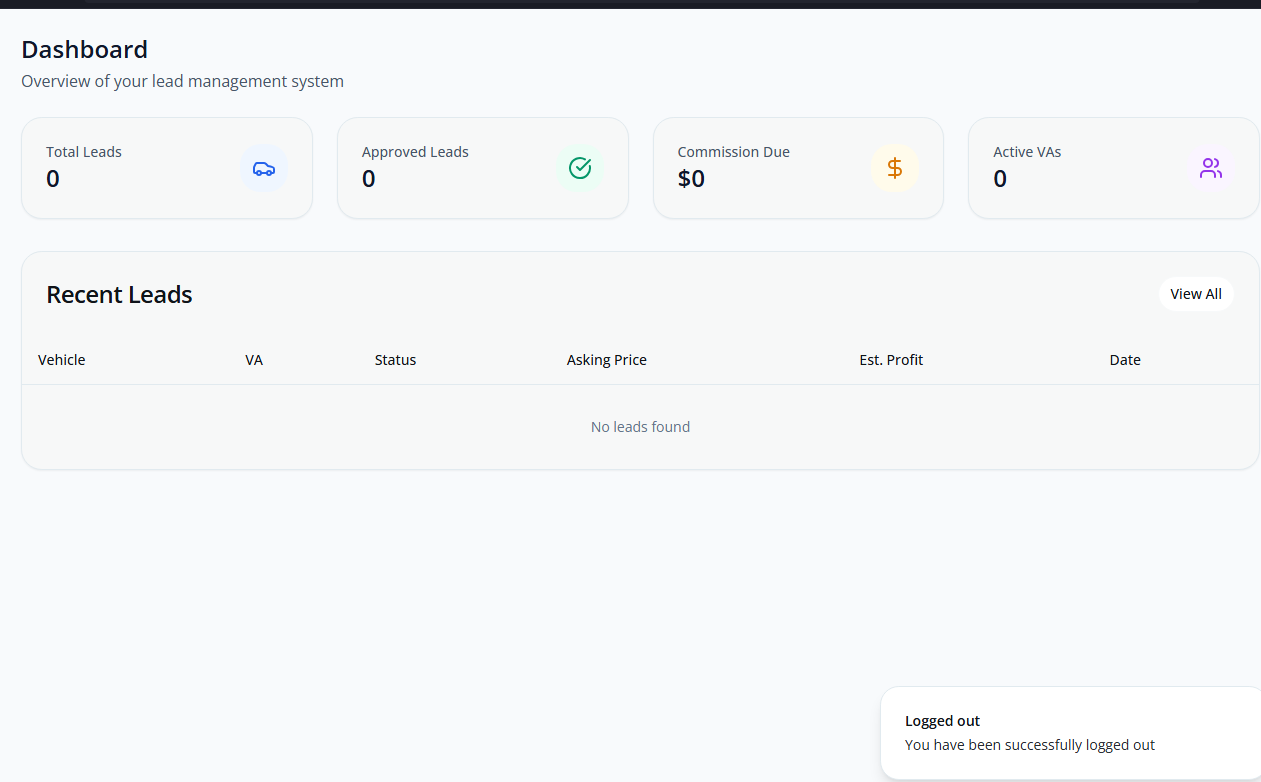 Dashboard
Overview of your lead management system
Total Leads
0
Approved Leads
0
Commission Due
$0
Active VAs
0
Recent Leads
View All
Vehicle VA Status Asking Price Est. Profit Date
No leads found
Logged out
You have been successfully logged out